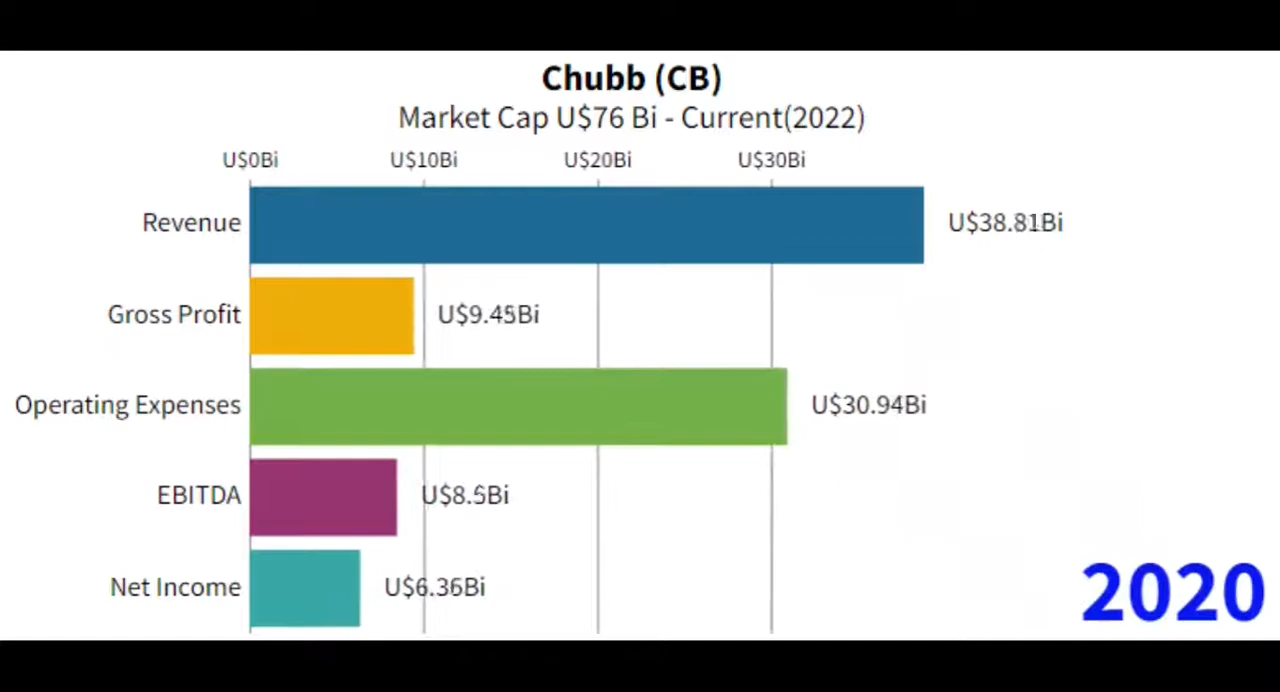 Chubb (CB)
Market Cap U$76 Bi - Current(2022)
U$0Bi U$10Bi U$20Bi U$30Bi
Revenue U$38.81Bi
Gross Profit U$9.45Bi
Operating Expenses U$30.94Bi
EBITDA U$8.5Bi
Net Income U$6.36Bi
2020